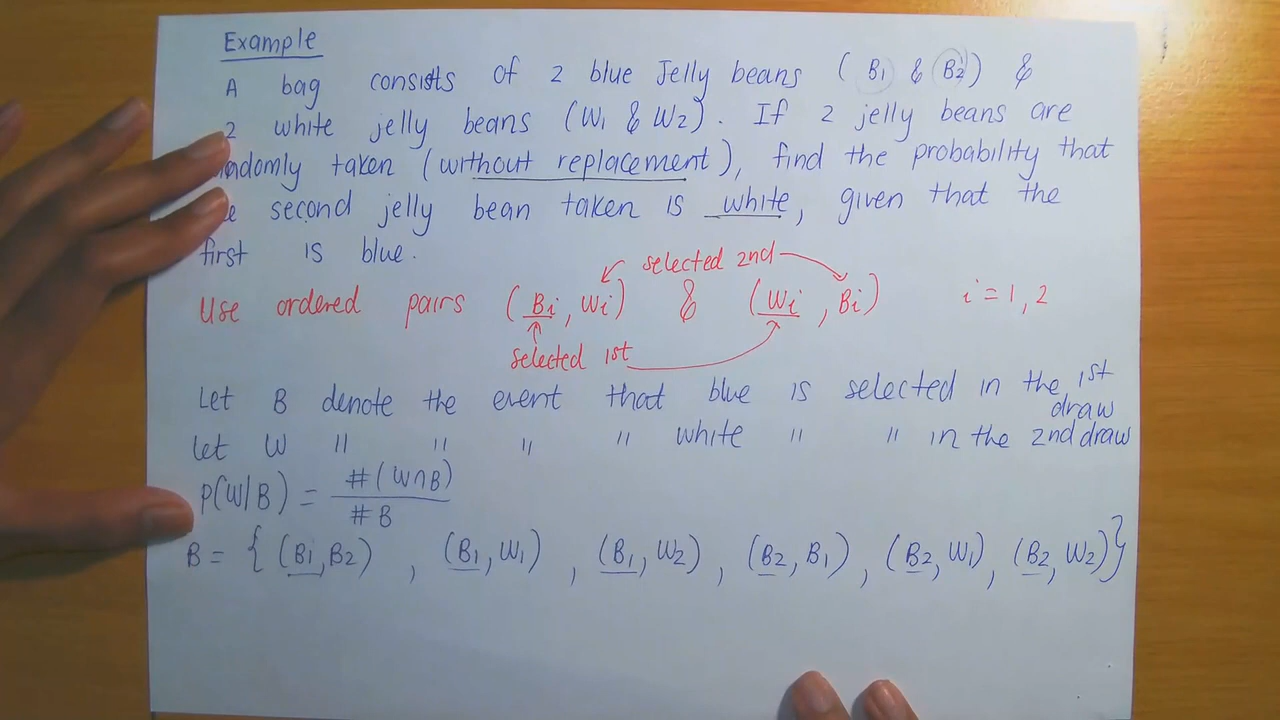 Example
A bag consists of 2 blue Jelly beans ( B1 & B2 ) &
2 white jelly beans (W1 & W2). If 2 jelly beans are
taken (without replacement), find the probability that
second jelly bean taken is white, given that the
first is blue.
selected 2nd
Use ordered pairs (Bi, Wi) & (Wi, Bi) i = 1, 2
selected 1st
Let B denote the event that blue is selected in the 1st draw
Let W " " " " white " " in the 2nd draw
P(W|B) = #(W∩B) / #B
B = { (B1, B2) , (B1, W1) , (B1, W2) , (B2, B1) , (B2, W1) , (B2, W2) }